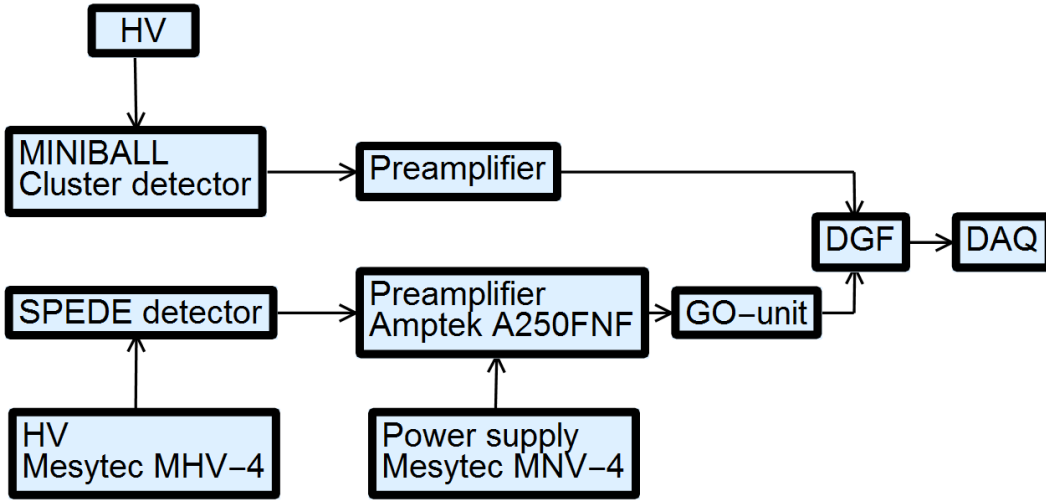 HV
MINIBALL
Cluster detector
Preamplifier
DGF
DAQ
SPEDE detector
Preamplifier
Amptek A250FNF
GO−unit
HV
Mesytec MHV−4
Power supply
Mesytec MNV−4